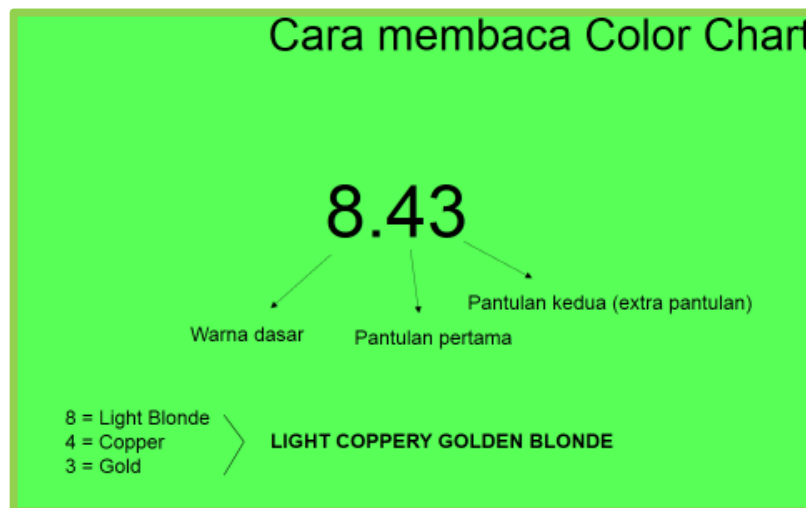 Cara membaca Color Chart
8.43
Pantulan kedua (extra pantulan)
Warna dasar
Pantulan pertama
8 = Light Blonde
4 = Copper
3 = Gold
LIGHT COPPERY GOLDEN BLONDE